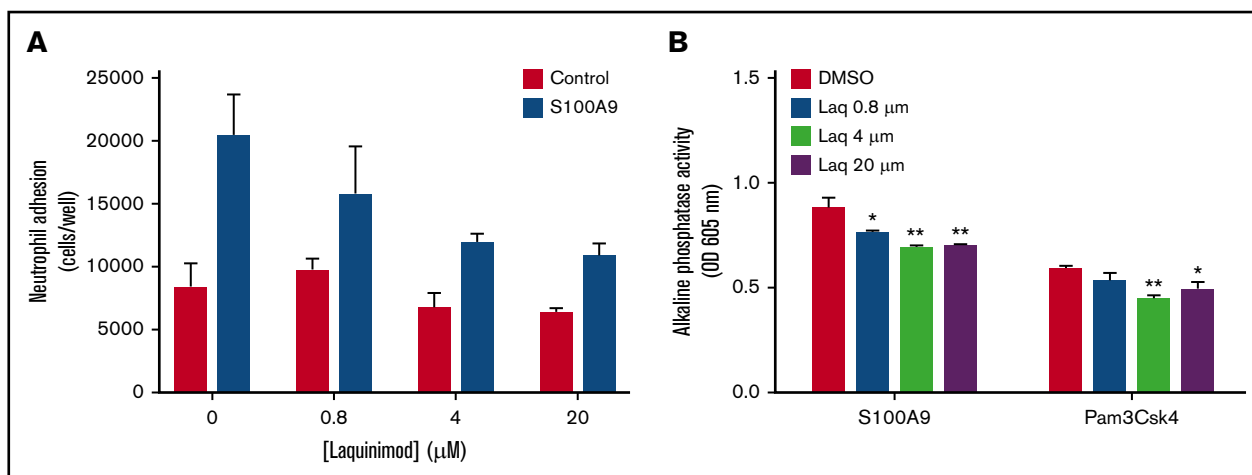 A
Neutrophil adhesion
(cells/well)
25000
20000
15000
10000
5000
0
Control
S100A9
0 0.8 4 20
[Laquinimod] (μM)
B
Alkaline phosphatase activity
(OD 605 nm)
1.5
1.0
0.5
0.0
DMSO
Laq 0.8 μm
Laq 4 μm
Laq 20 μm
* ** **
** *
S100A9 Pam3Csk4